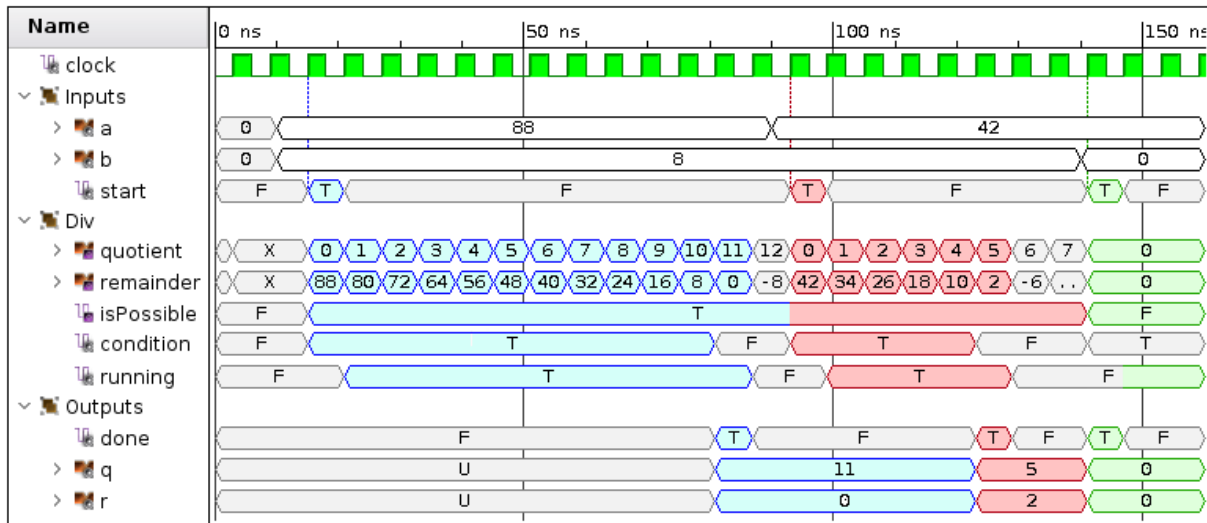 Name 0 ns 50 ns 100 ns 150 ns
clock
Inputs
a 0 88 42
b 0 8 0
start F T F T F T F
Div
quotient X 0 1 2 3 4 5 6 7 8 9 10 11 12 0 1 2 3 4 5 6 7 0
remainder X 88 80 72 64 56 48 40 32 24 16 8 0 -8 42 34 26 18 10 2 -6 .. 0
isPossible F T F
condition F T F T F T
running F T F T F
Outputs
done F T F T F T F
q U 11 5 0
r U 0 2 0